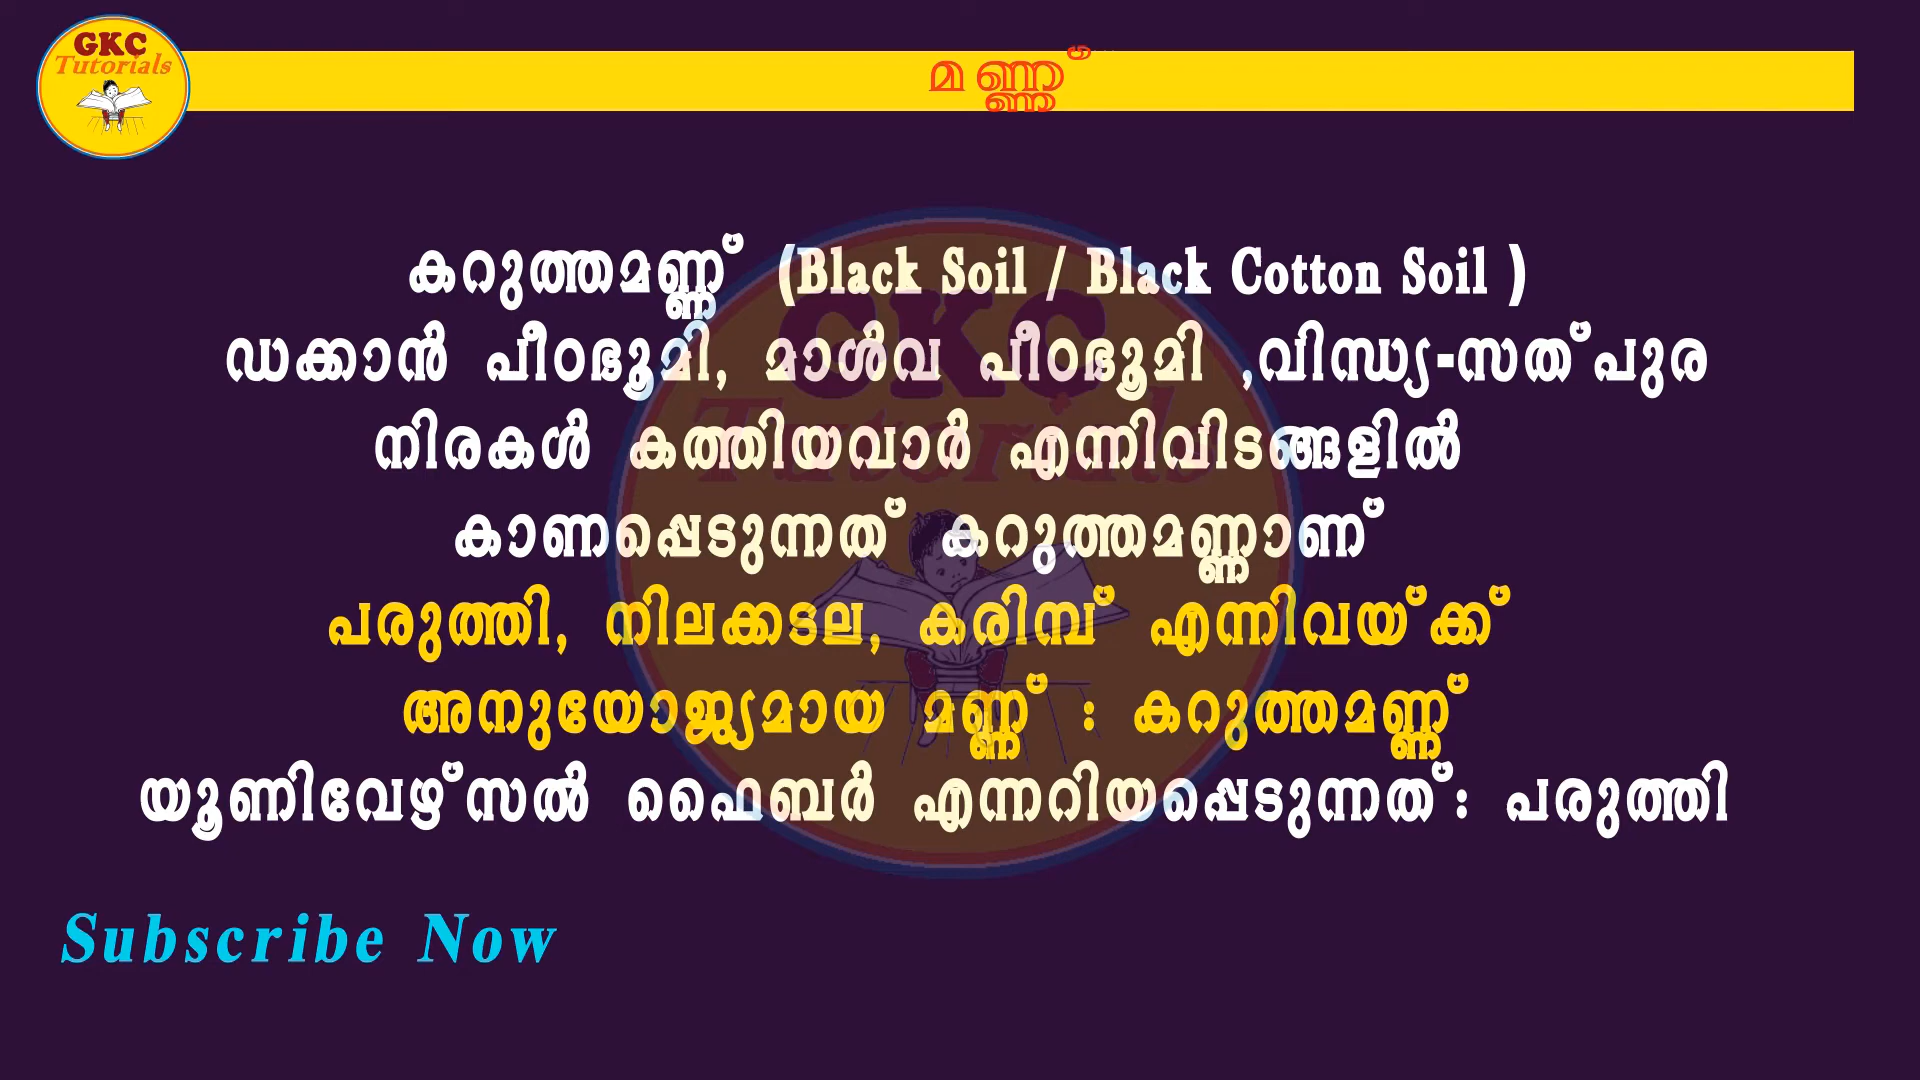 GKC
Tutorials
മണ്ണ്
കറുത്തമണ്ണ് (Black Soil / Black Cotton Soil )
ഡക്കാൻ പീഠഭൂമി, മാൾവ പീഠഭൂമി ,വിന്ധ്യ-സത്പുര
നിരകൾ കത്തിയവാർ എന്നിവിടങ്ങളിൽ
കാണപ്പെടുന്നത് കറുത്തമണ്ണാണ്
പരുത്തി, നിലക്കടല, കരിമ്പ് എന്നിവയ്ക്ക്
അനുയോജ്യമായ മണ്ണ് : കറുത്തമണ്ണ്
യൂണിവേഴ്സൽ ഫൈബർ എന്നറിയപ്പെടുന്നത്: പരുത്തി
Subscribe Now